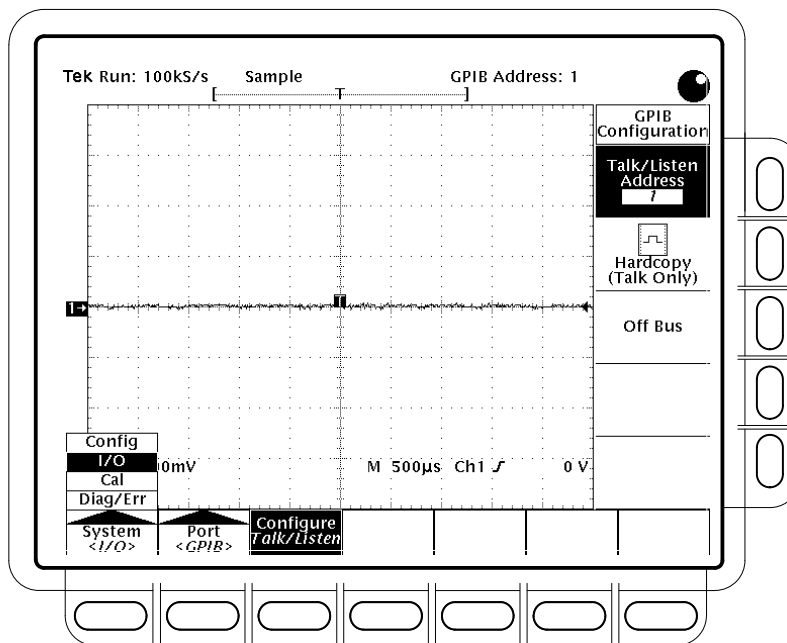 Tek Run: 100kS/s Sample GPIB Address: 1
T
GPIB
Configuration
Talk/Listen
Address
1
Hardcopy
(Talk Only)
Off Bus
T
1
Config
I/O
Cal
Diag/Err
0mV M 500µs Ch1 0 V
System
<I/O>
Port
<GPIB>
Configure
Talk/Listen